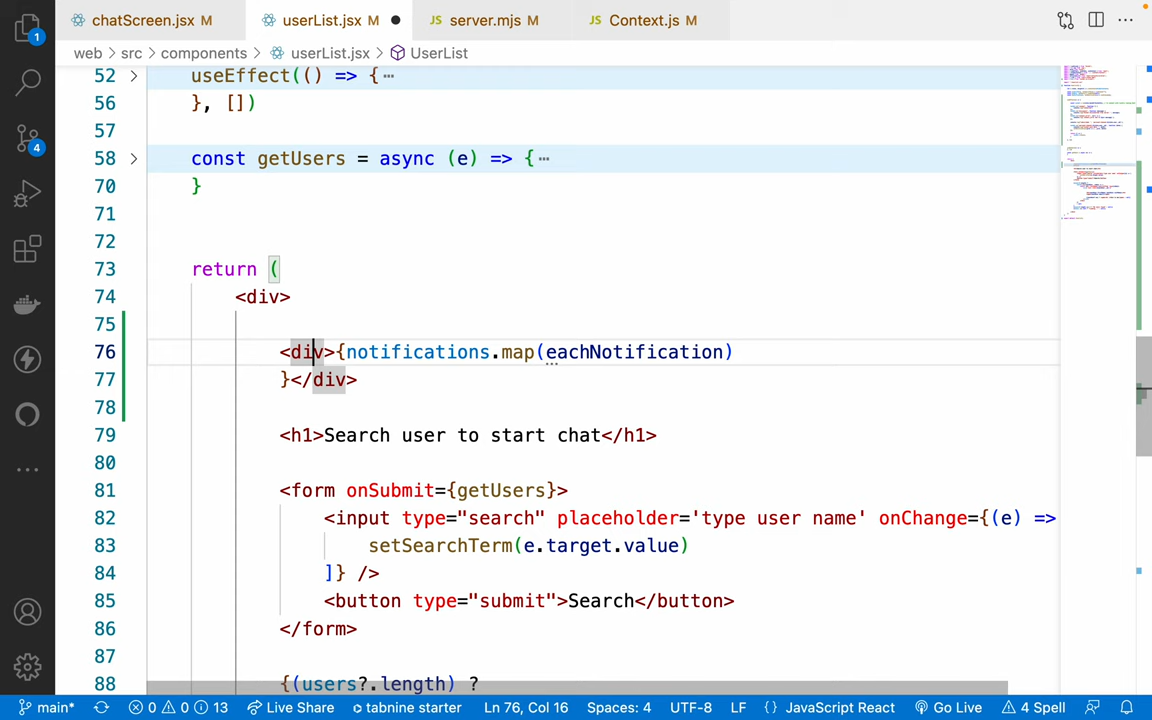 chatScreen.jsx M userList.jsx M JS server.mjs M JS Context.js M
web > src > components > userList.jsx > UserList
52 useEffect(() => {
56 }, [])
57
58 const getUsers = async (e) => {
70 }
71
72
73 return (
74 <div>
75
76 <div>{notifications.map(eachNotification)
77 }</div>
78
79 <h1>Search user to start chat</h1>
80
81 <form onSubmit={getUsers}>
82 <input type="search" placeholder='type user name' onChange={(e) =>
83 setSearchTerm(e.target.value)
84 ]} />
85 <button type="submit">Search</button>
86 </form>
87
88 {(users?.length) ?
1
4
main* 0 0 13 Live Share tabnine starter Ln 76, Col 16 Spaces: 4 UTF-8 LF {} JavaScript React Go Live 4 Spell